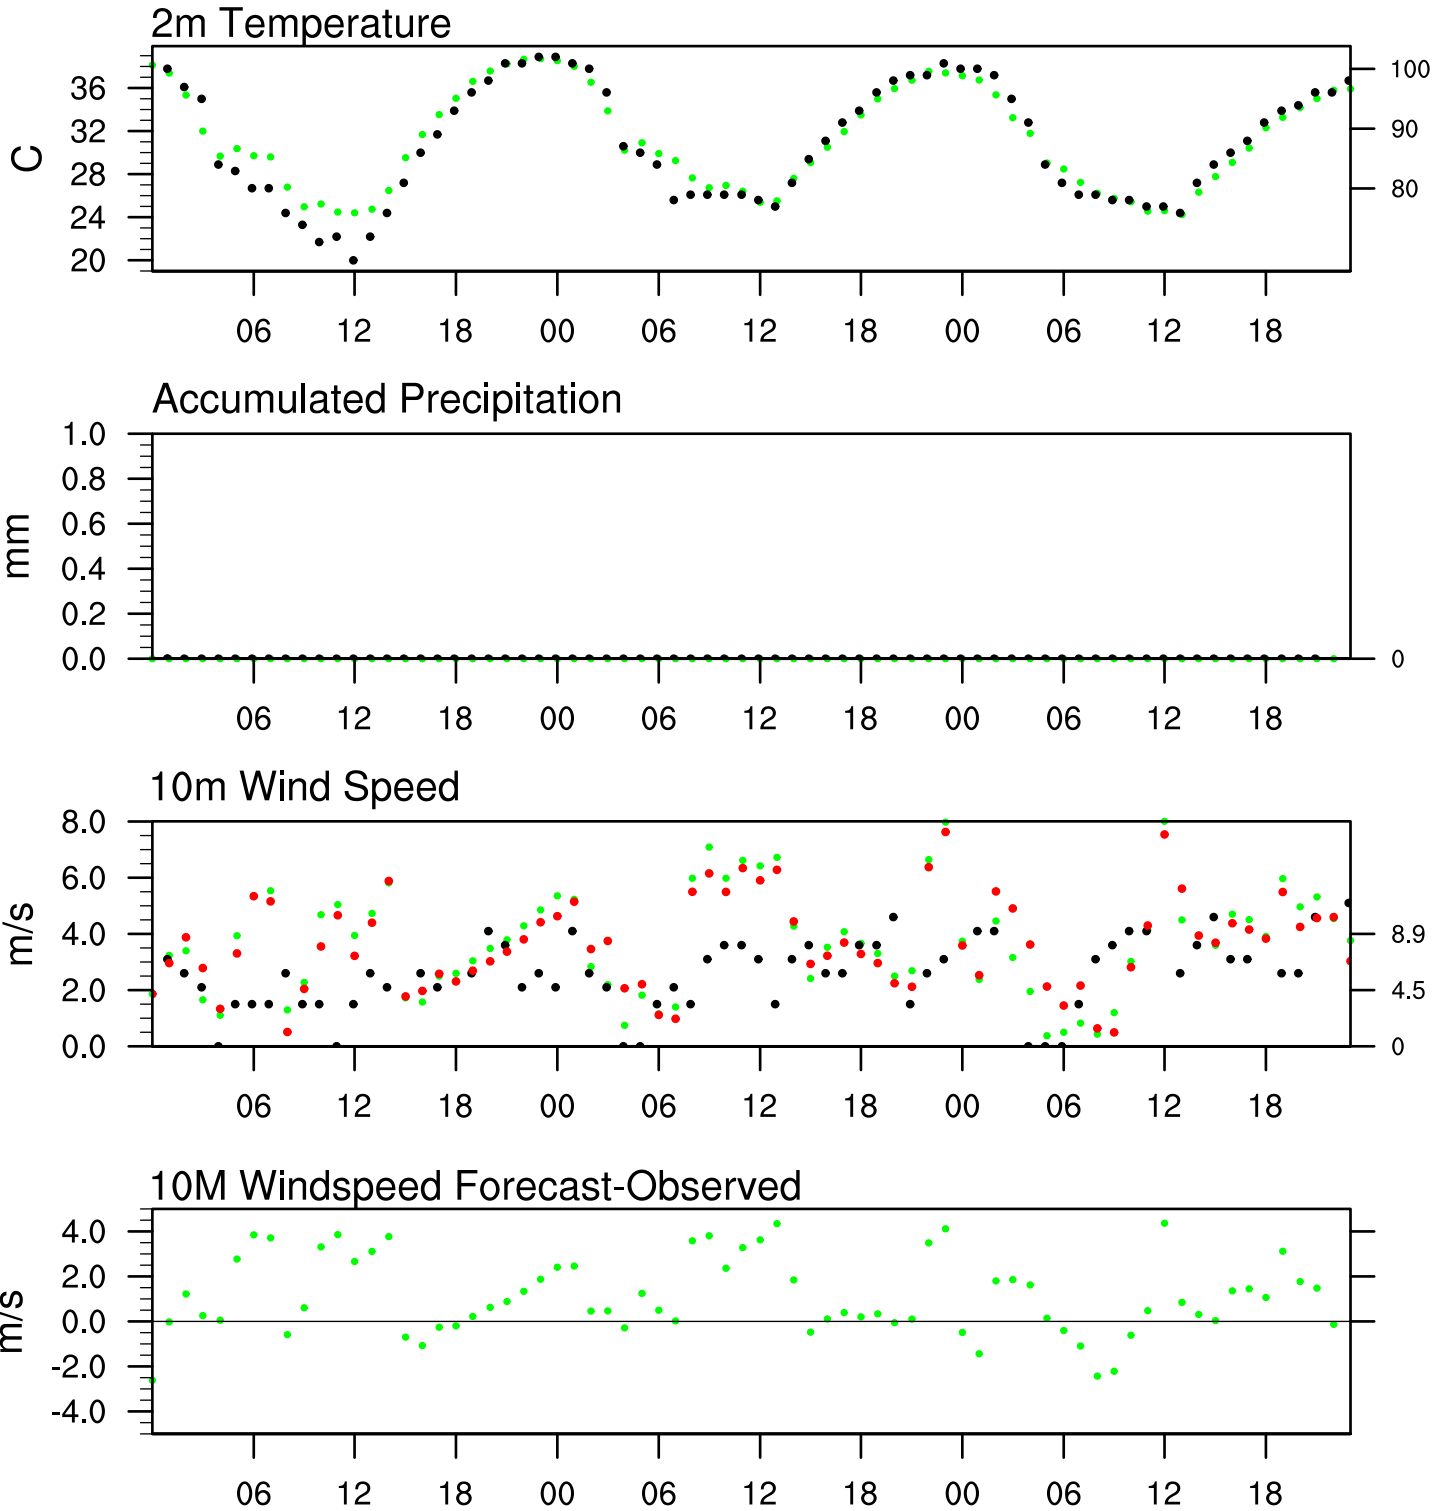 2m Temperature
36
32
28
24
20
C
100
90
80
06 12 18 00 06 12 18 00 06 12 18
Accumulated Precipitation
1.0
0.8
0.6
0.4
0.2
0.0
mm
0
06 12 18 00 06 12 18 00 06 12 18
10m Wind Speed
8.0
6.0
4.0
2.0
0.0
m/s
8.9
4.5
0
06 12 18 00 06 12 18 00 06 12 18
10M Windspeed Forecast-Observed
4.0
2.0
0.0
-2.0
-4.0
m/s
06 12 18 00 06 12 18 00 06 12 18